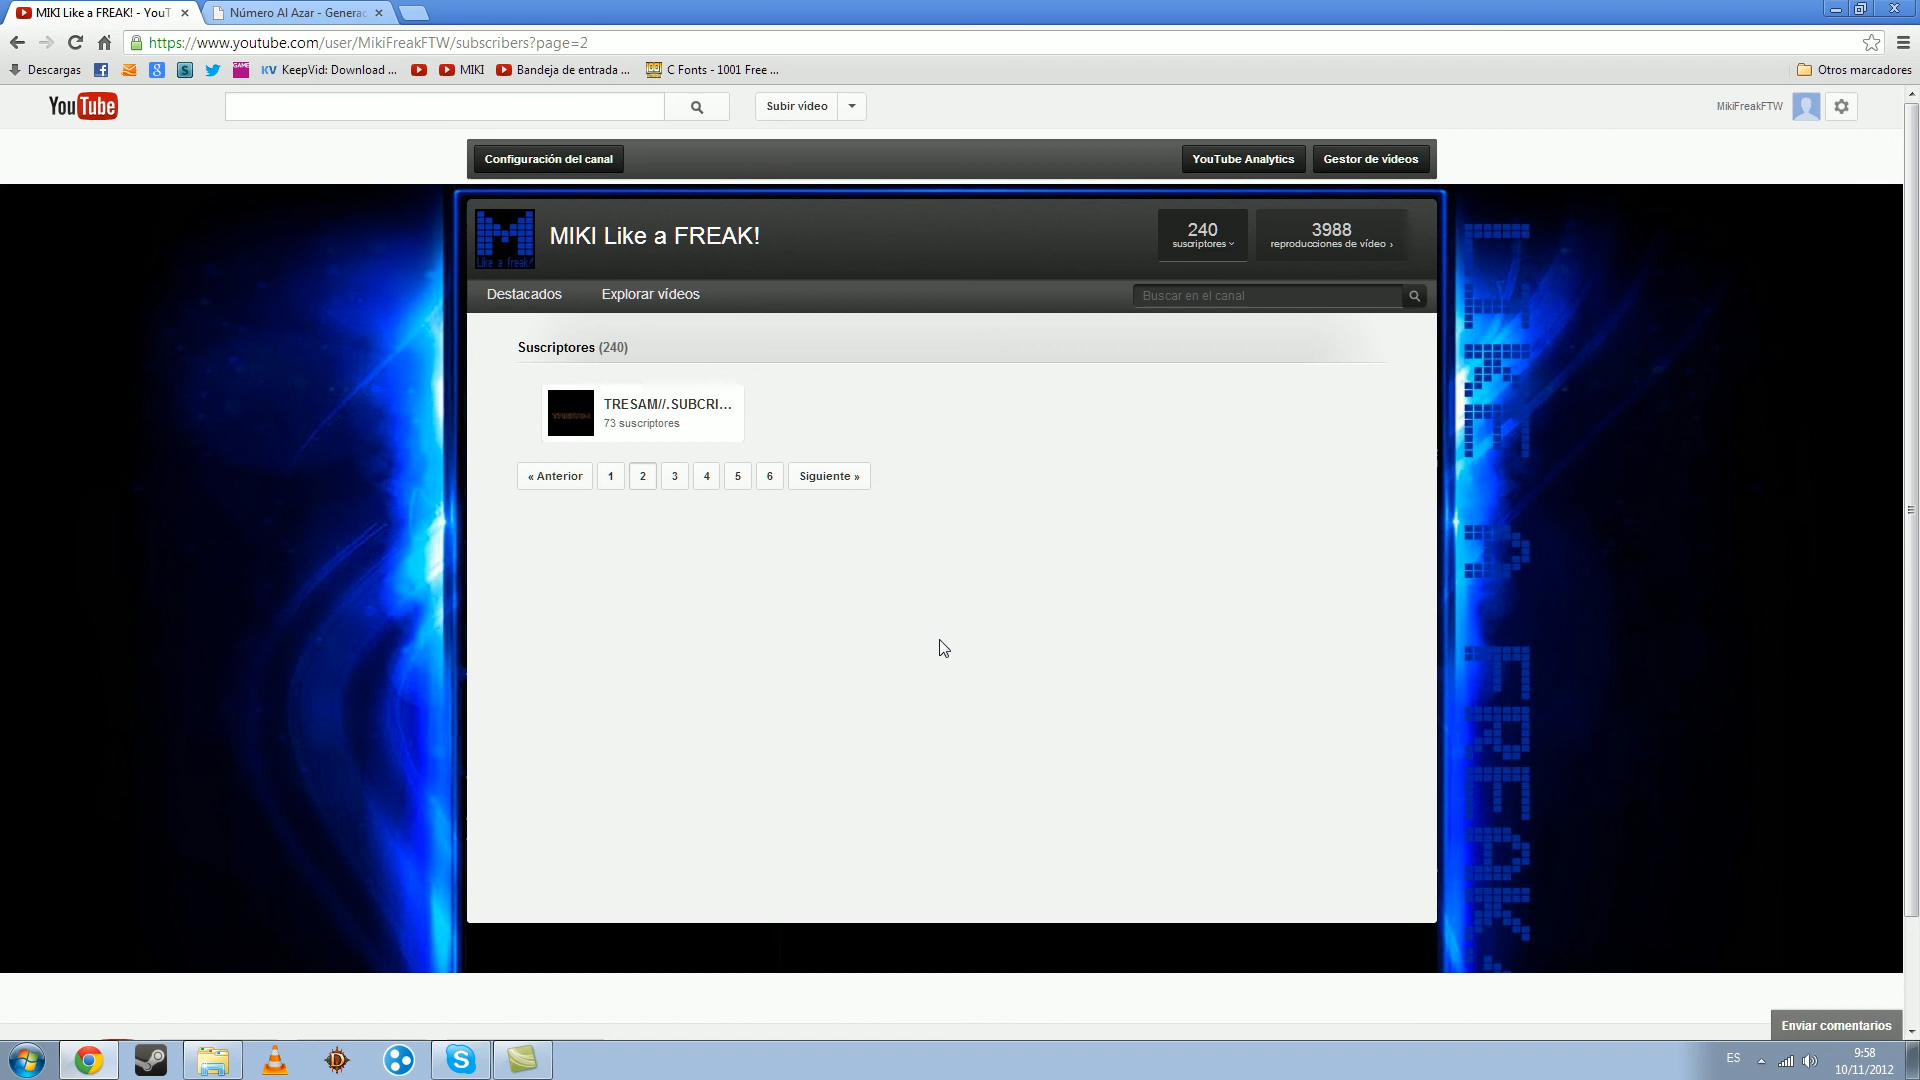 MIKI Like a FREAK! - YouT
Número Al Azar - Generac
https://www.youtube.com/user/MikiFreakFTW/subscribers?page=2
Descargas
KeepVid: Download ...
MIKI
Bandeja de entrada ...
C Fonts - 1001 Free ...
Otros marcadores
YouTube
Subir vídeo
MikiFreakFTW
Configuración del canal
YouTube Analytics
Gestor de vídeos
MIKI Like a FREAK!
Like a freak!
240
suscriptores
3988
reproducciones de vídeo ›
Destacados
Explorar vídeos
Buscar en el canal
Suscriptores (240)
TRESAM//.SUBCRI...
73 suscriptores
« Anterior
1
2
3
4
5
6
Siguiente »
LIKE A FREAK!
Enviar comentarios
ES
9:58
10/11/2012